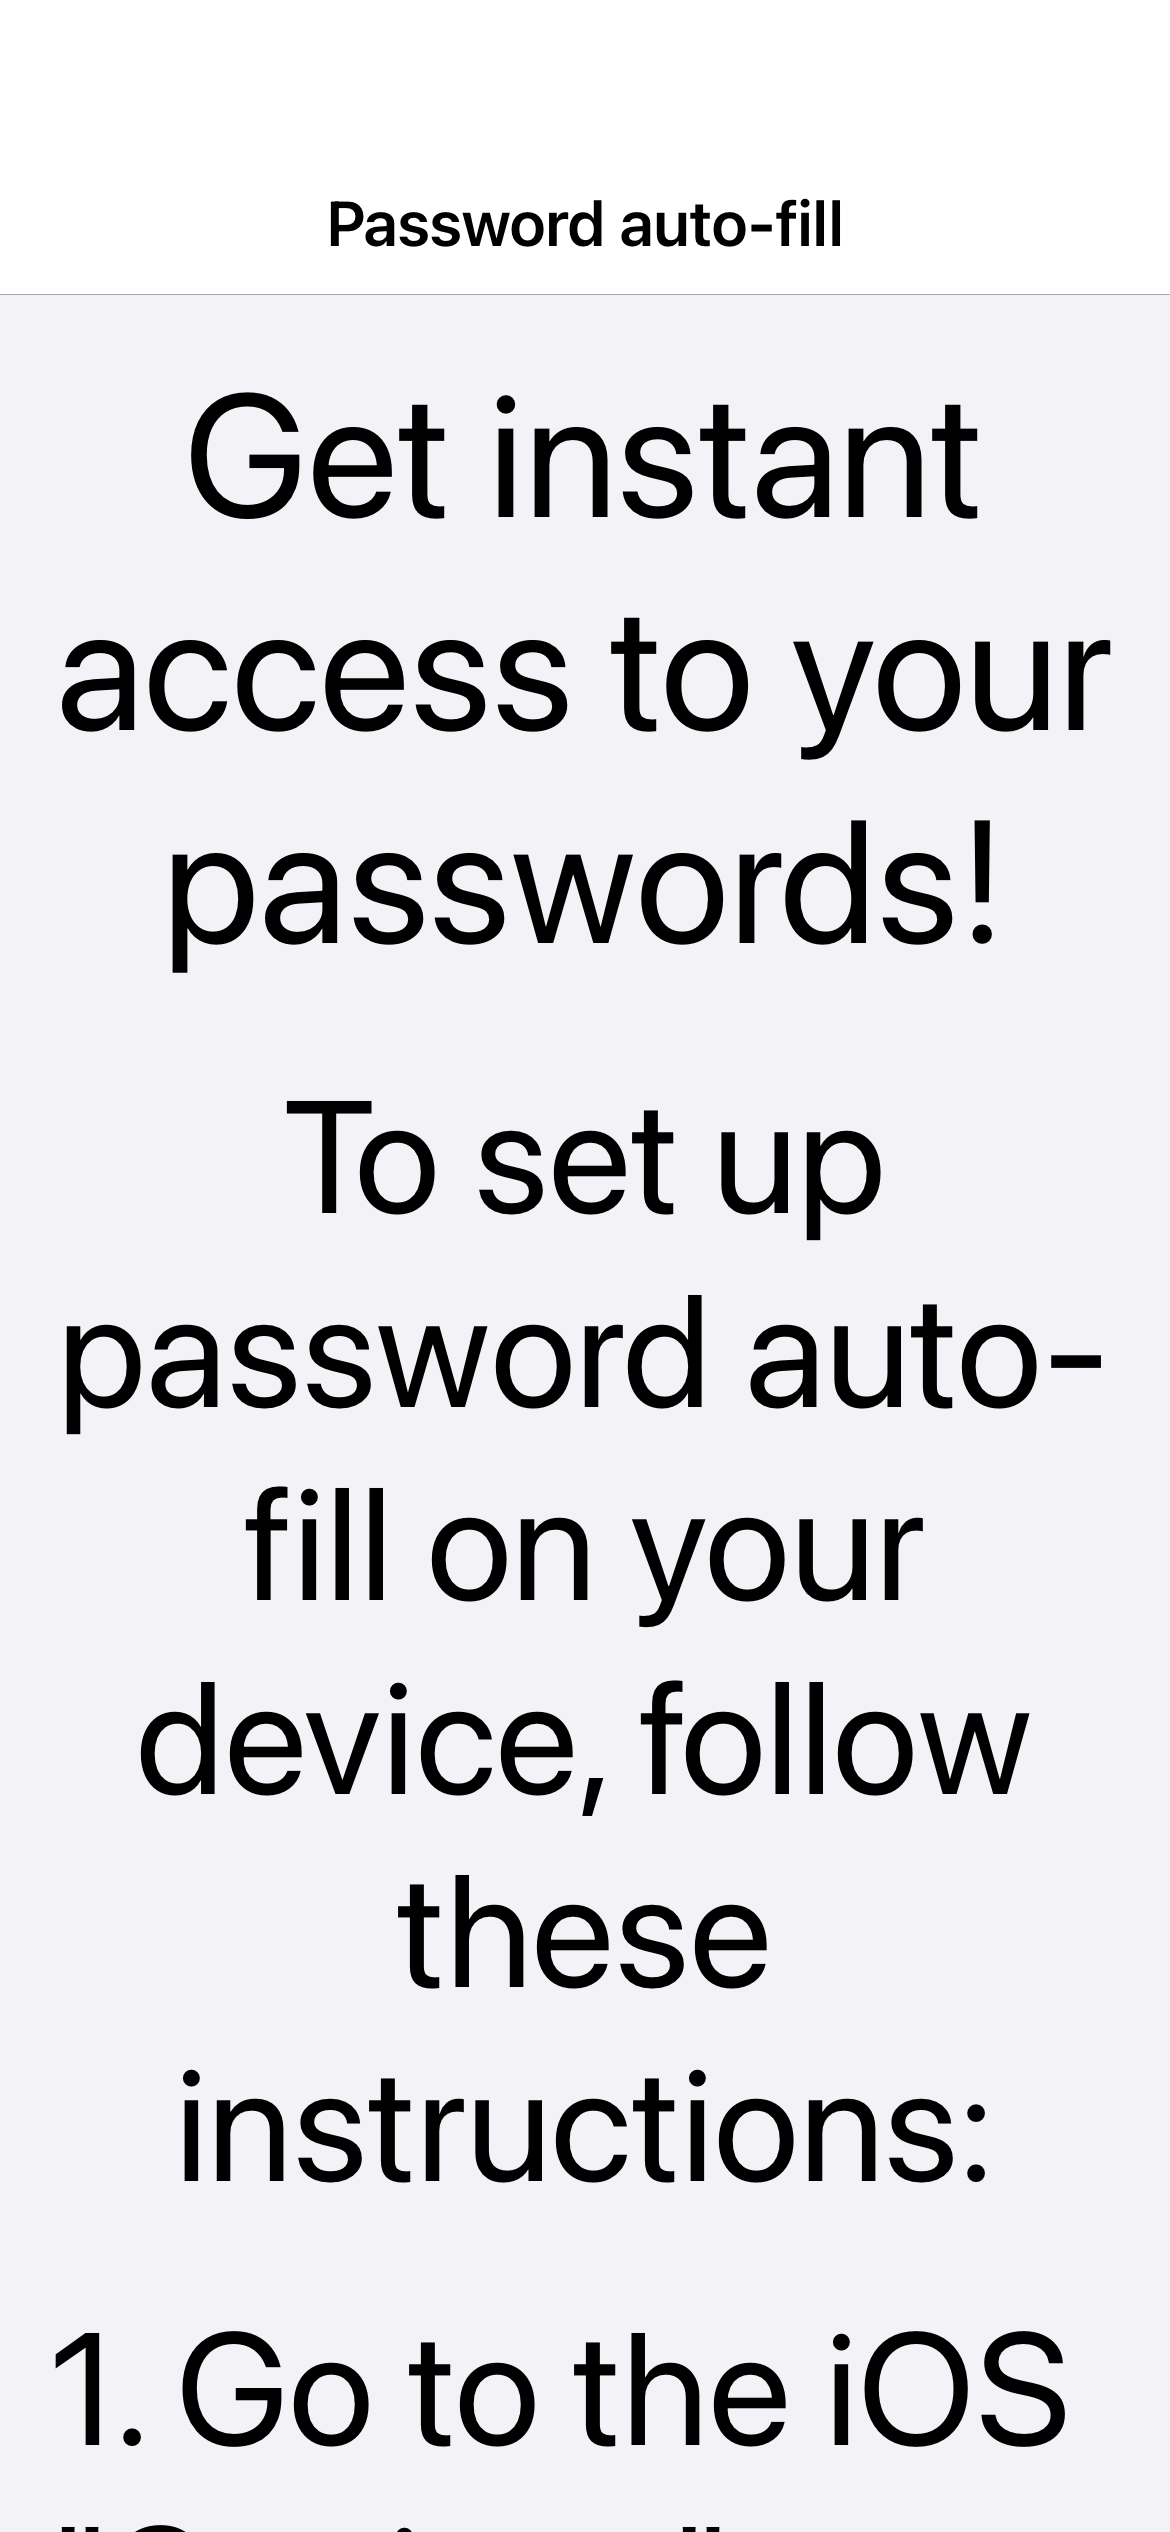 Password auto-fill
Get instant
access to your
passwords!
To set up
password auto-
fill on your
device, follow
these
instructions:
1. Go to the iOS